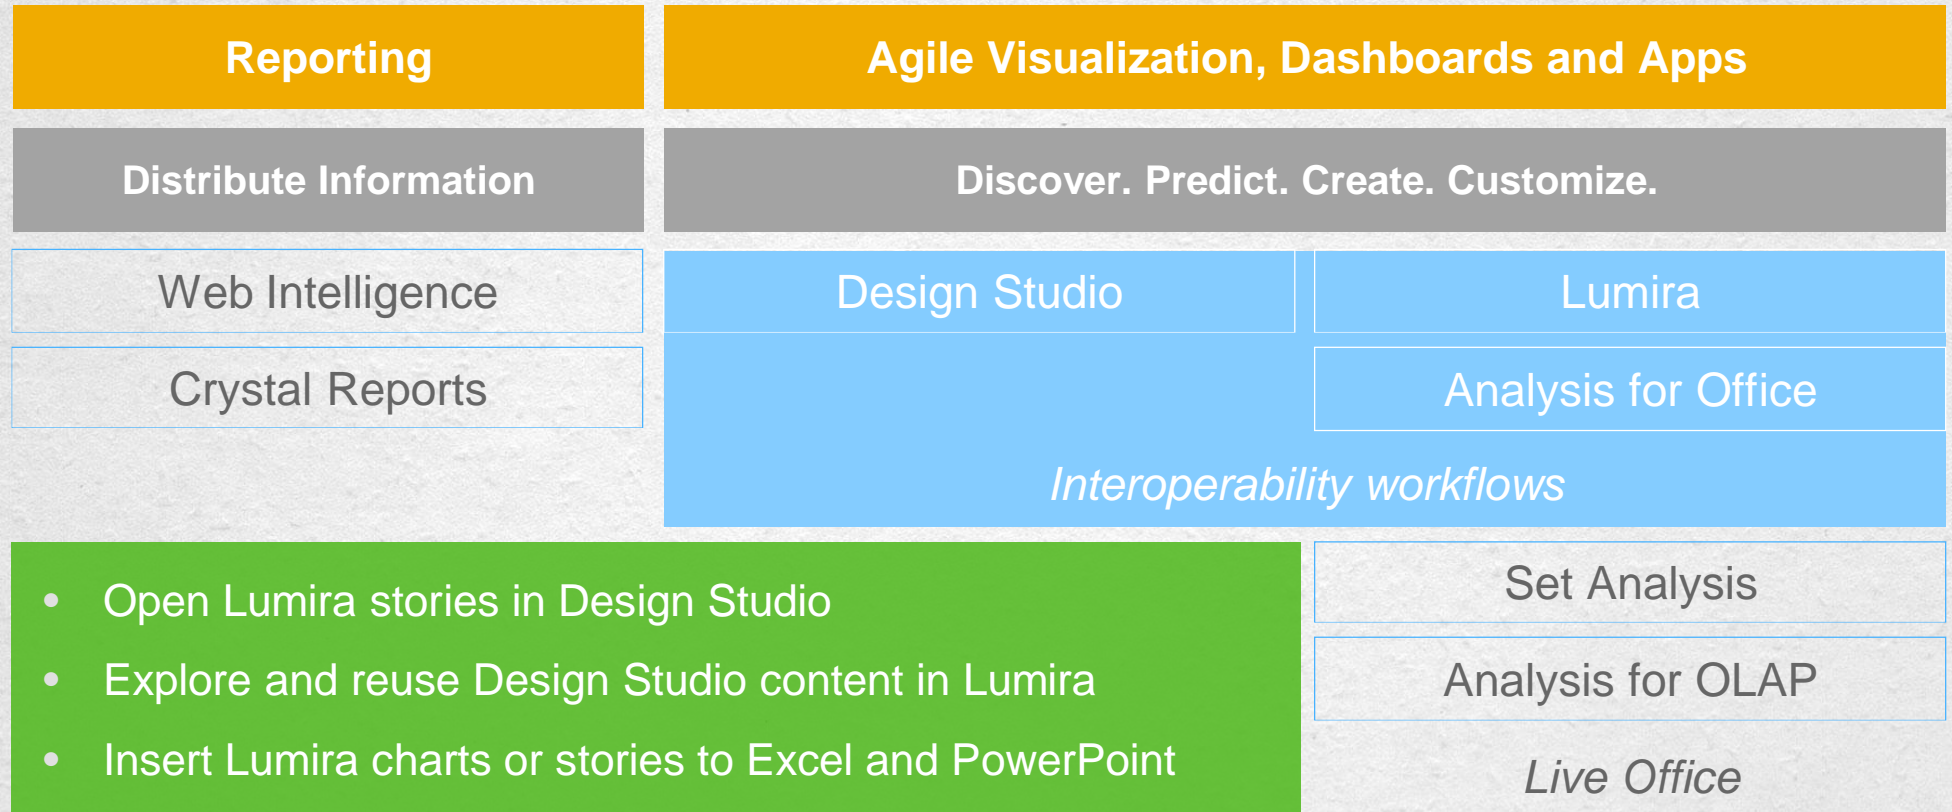 Reporting
Agile Visualization, Dashboards and Apps
Distribute Information
Discover. Predict. Create. Customize.
Web Intelligence
Design Studio
Lumira
Crystal Reports
Analysis for Office
Interoperability workflows
• Open Lumira stories in Design Studio
• Explore and reuse Design Studio content in Lumira
• Insert Lumira charts or stories to Excel and PowerPoint
Set Analysis
Analysis for OLAP
Live Office